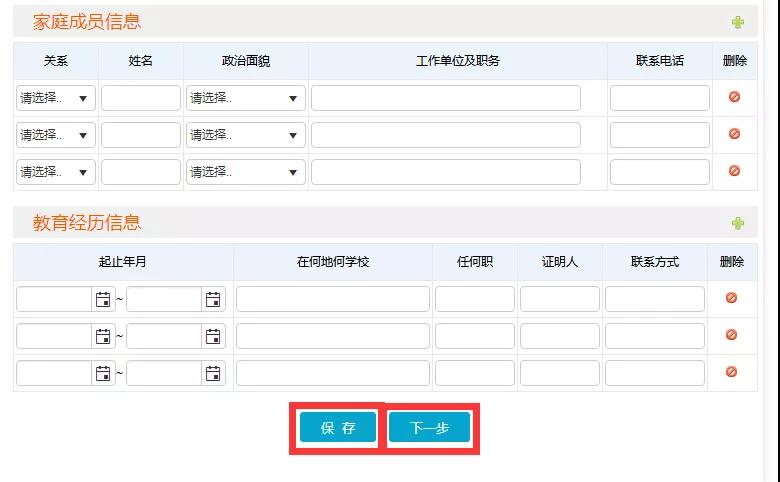 家庭成员信息
关系 姓名 政治面貌 工作单位及职务 联系电话 删除
请选择.. 请选择..
请选择.. 请选择..
请选择.. 请选择..
教育经历信息
起止年月 在何地何学校 任何职 证明人 联系方式 删除
~
~
~
保 存 下一步